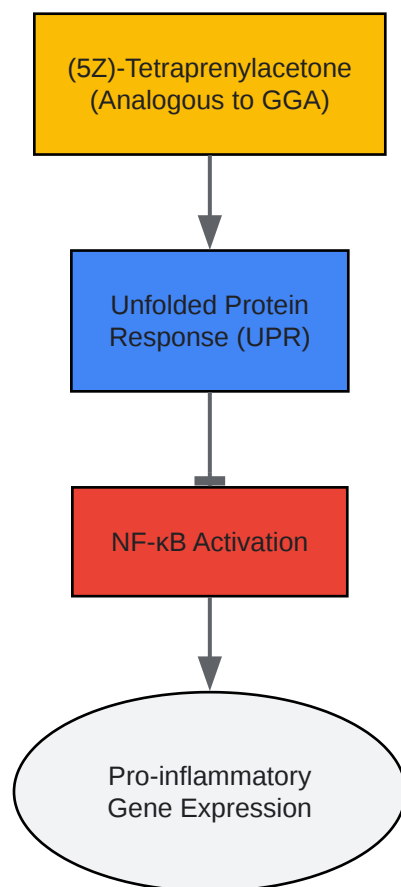 (5Z)-Tetraprenylacetone
(Analogous to GGA)
Unfolded Protein
Response (UPR)
NF-κB Activation
Pro-inflammatory
Gene Expression